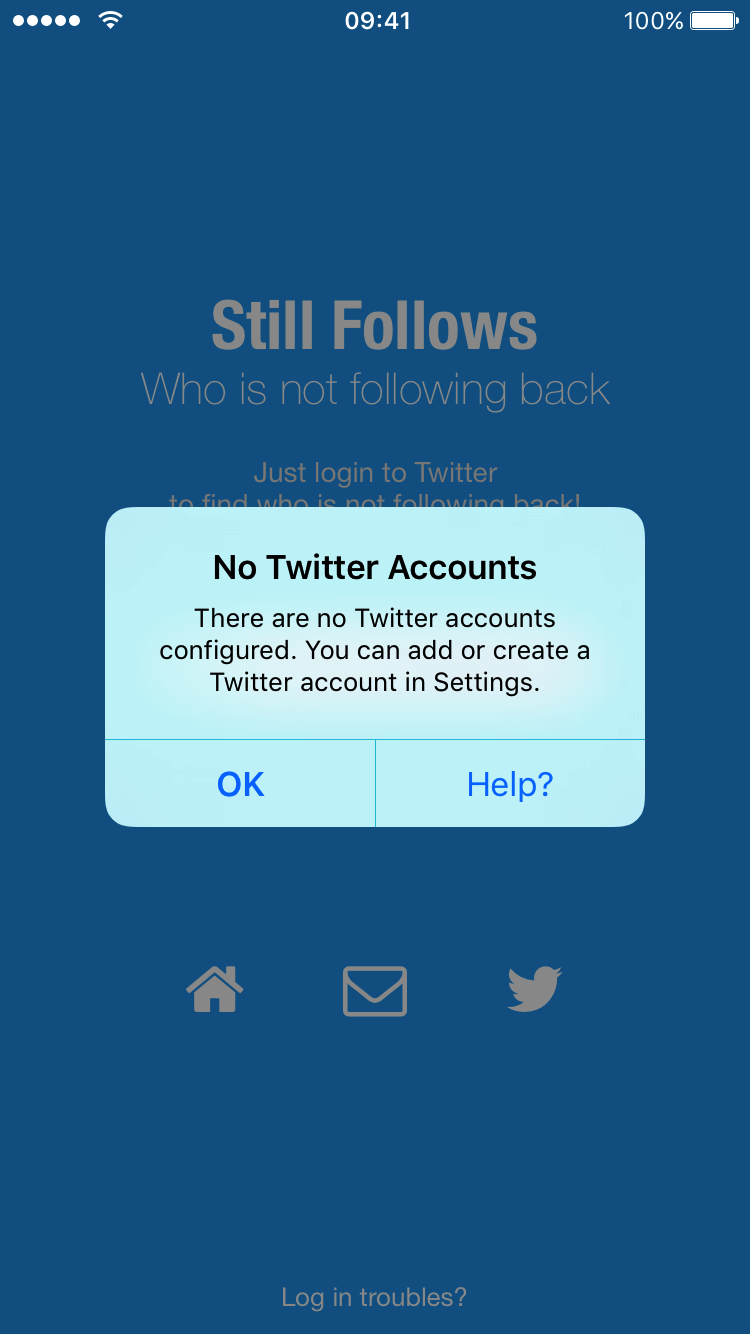 09:41
100%
Still Follows
Who is not following back
Just login to Twitter
to find who is not following back!
No Twitter Accounts
There are no Twitter accounts
configured. You can add or create a
Twitter account in Settings.
OK
Help?
Log in troubles?